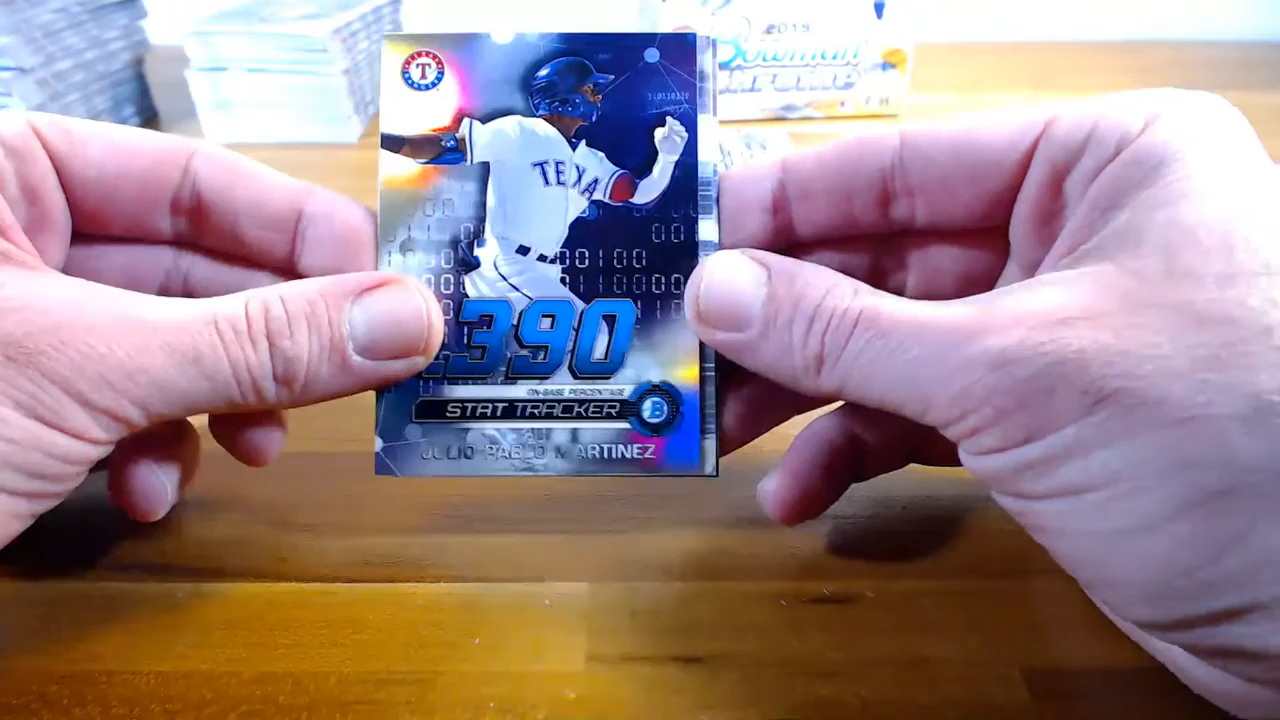 2019
Bowman
CHROME
T
TEXA
.390
ON-BASE PERCENTAGE
STAT TRACKER
B
JULIO PABLO MARTINEZ